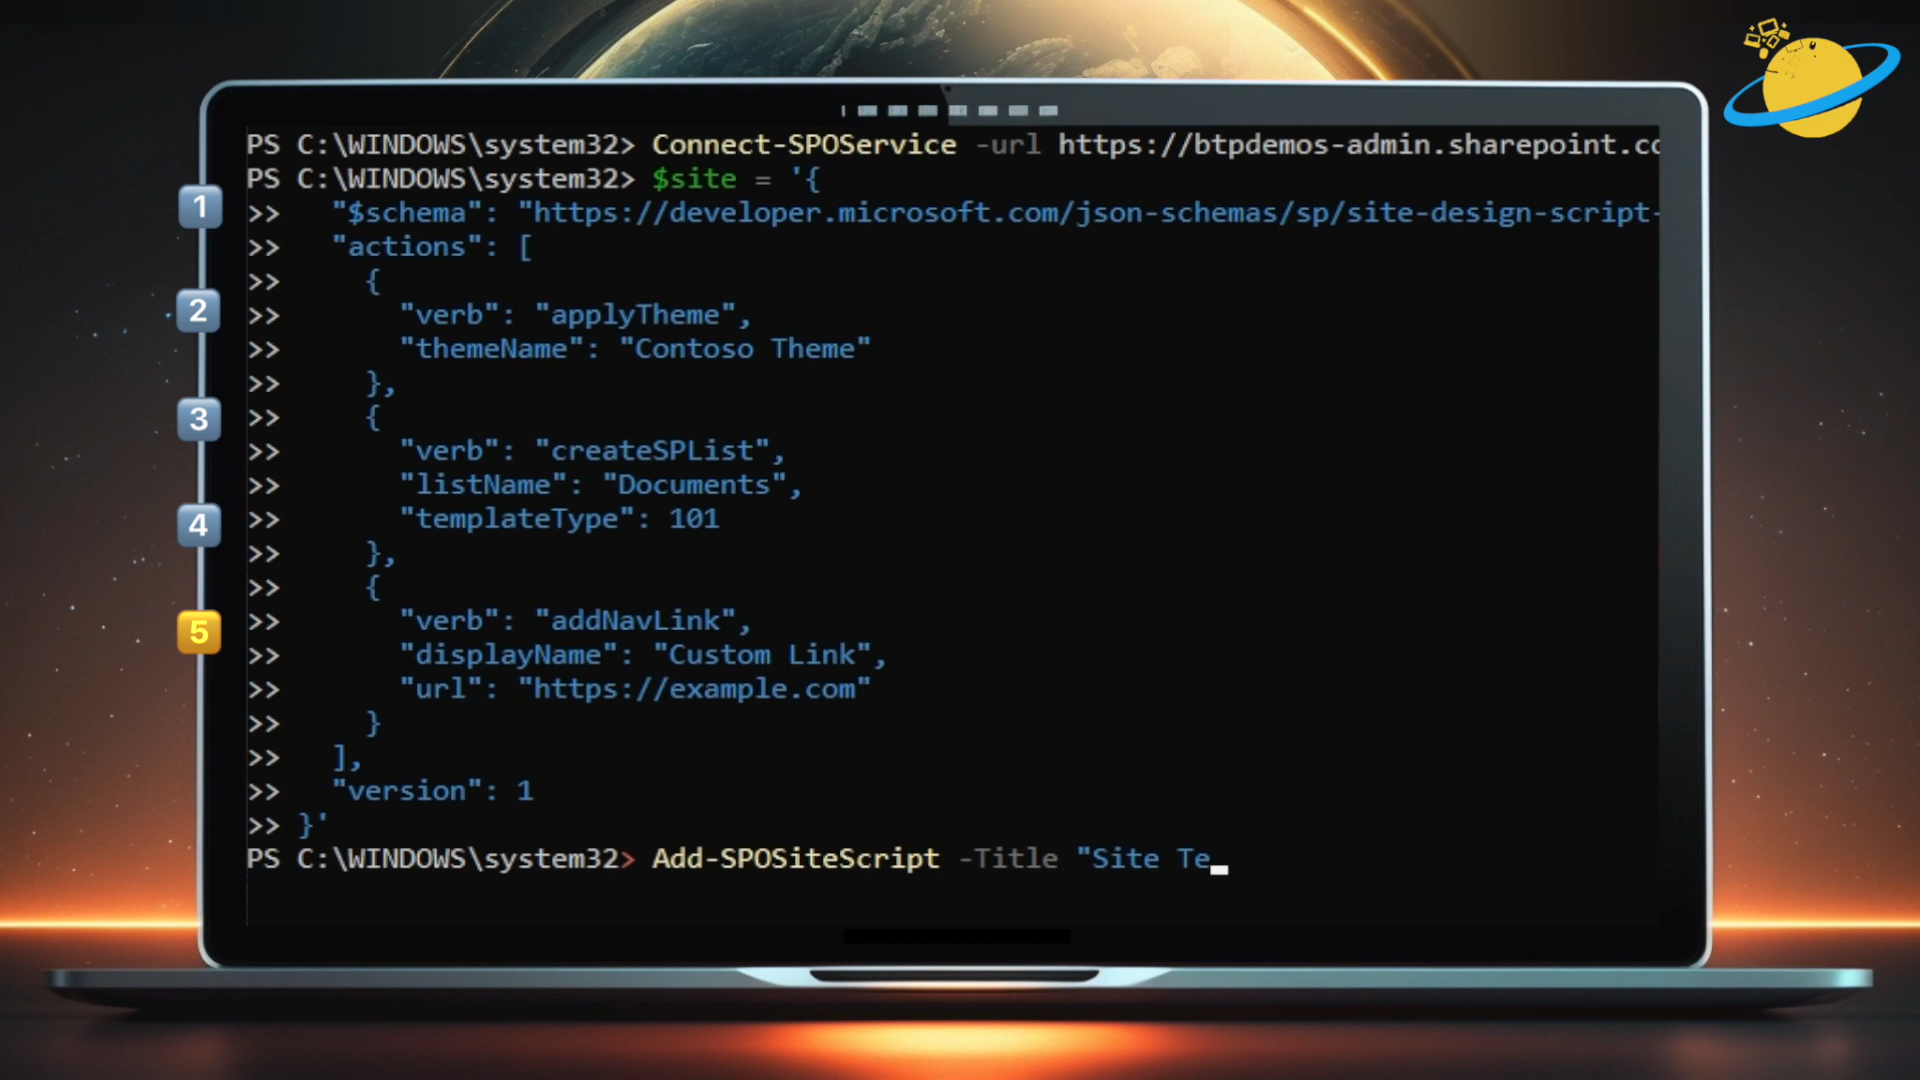 PS C:\WINDOWS\system32> Connect-SPOService -url https://btpdemos-admin.sharepoint.co
PS C:\WINDOWS\system32> $site = '{
1
>> "$schema": "https://developer.microsoft.com/json-schemas/sp/site-design-script-
>> "actions": [
>> {
2
>> "verb": "applyTheme",
>> "themeName": "Contoso Theme"
>> },
3
>> {
>> "verb": "createSPList",
>> "listName": "Documents",
4
>> "templateType": 101
>> },
>> {
5
>> "verb": "addNavLink",
>> "displayName": "Custom Link",
>> "url": "https://example.com"
>> }
>> ],
>> "version": 1
>> }'
PS C:\WINDOWS\system32> Add-SPOSiteScript -Title "Site Te